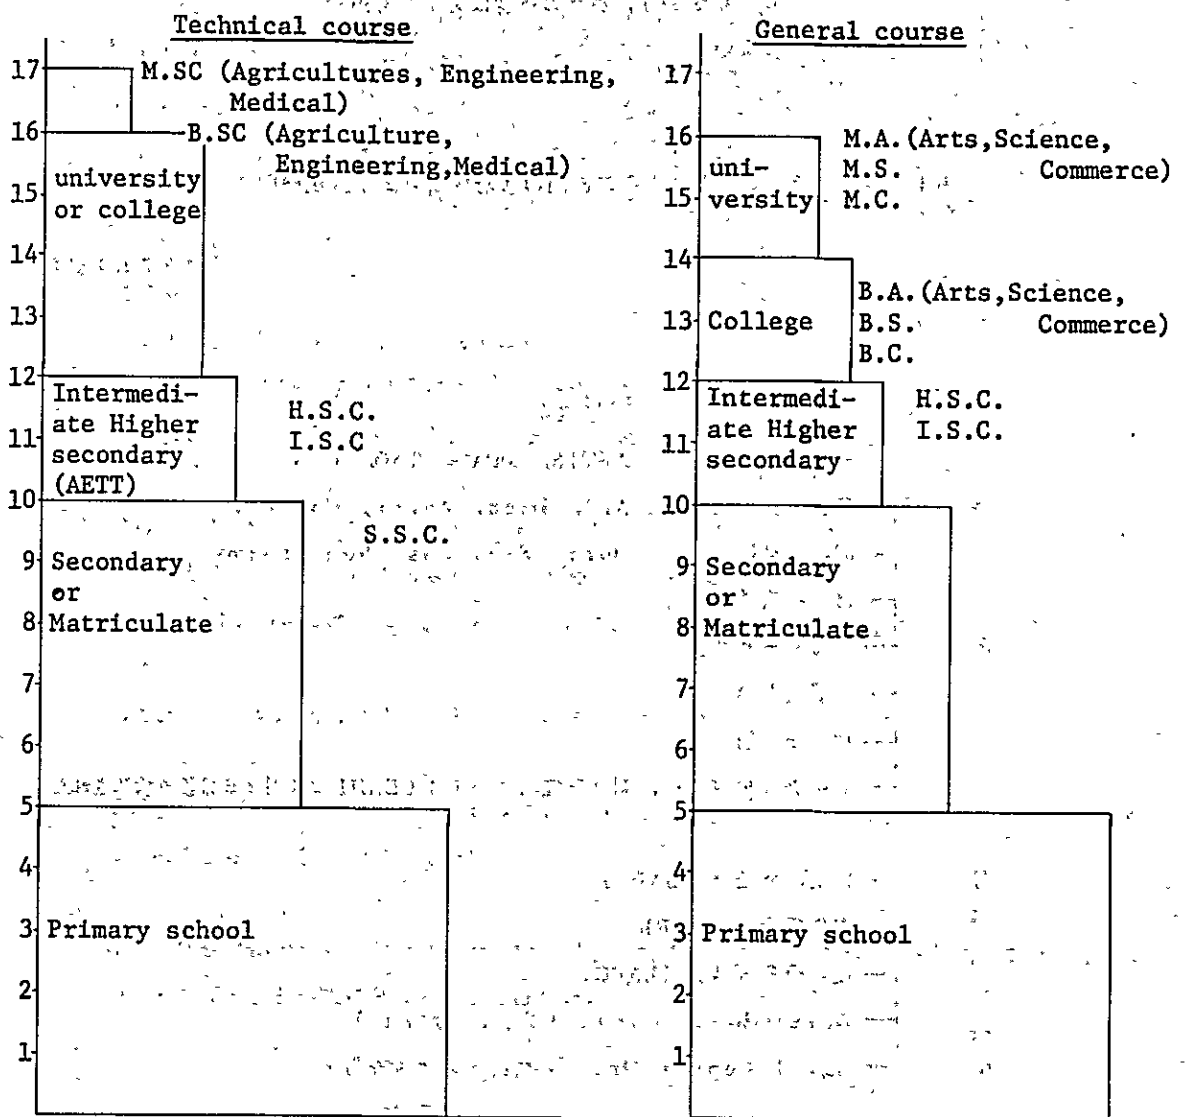 Technical course
17 M.SC (Agricultures, Engineering,
Medical)
16 B.SC (Agriculture,
Engineering,Medical)
university
15 or college
14
13
12
Intermedi-
ate Higher
11
secondary
(AETT)
10
H.S.C.
I.S.C
S.S.C.
9 Secondary
or
8 Matriculate
7
6
5
4
3 Primary school
2
1
General course
17
16
M.A.(Arts,Science,
M.S. Commerce)
M.C.
uni-
15 versity
14
B.A.(Arts,Science,
B.S. Commerce)
B.C.
13 College
12
Intermedi-
ate Higher
11
secondary
10
H.S.C.
I.S.C.
9 Secondary
or
8 Matriculate
7
6
5
4
3 Primary school
2
1